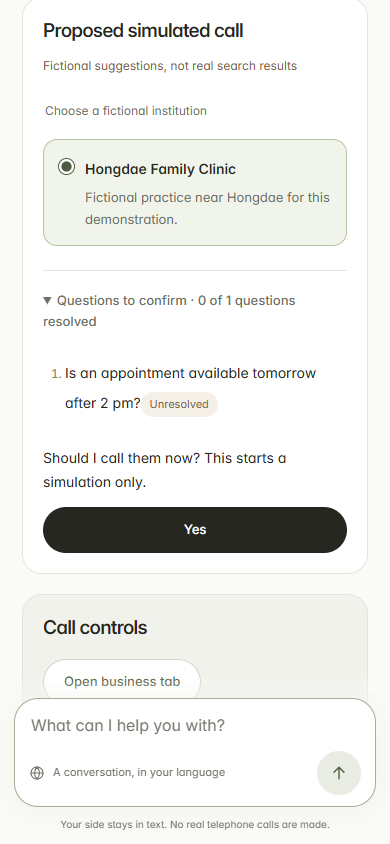 Proposed simulated call
Fictional suggestions, not real search results
Choose a fictional institution
Hongdae Family Clinic
Fictional practice near Hongdae for this
demonstration.
▼ Questions to confirm · 0 of 1 questions
resolved
1. Is an appointment available tomorrow
after 2 pm? Unresolved
Should I call them now? This starts a
simulation only.
Yes
Call controls
Open business tab
What can I help you with?
A conversation, in your language
Your side stays in text. No real telephone calls are made.